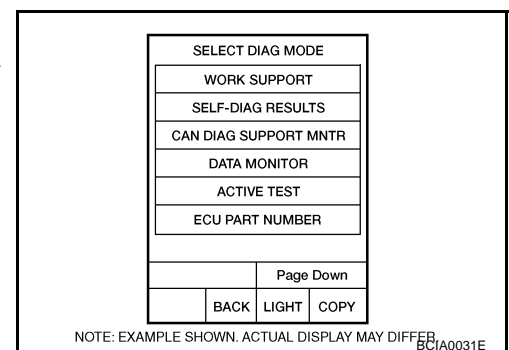 SELECT DIAG MODE
WORK SUPPORT
SELF-DIAG RESULTS
CAN DIAG SUPPORT MNTR
DATA MONITOR
ACTIVE TEST
ECU PART NUMBER
Page Down
BACK LIGHT COPY
NOTE: EXAMPLE SHOWN. ACTUAL DISPLAY MAY DIFFER
BCIA0031E